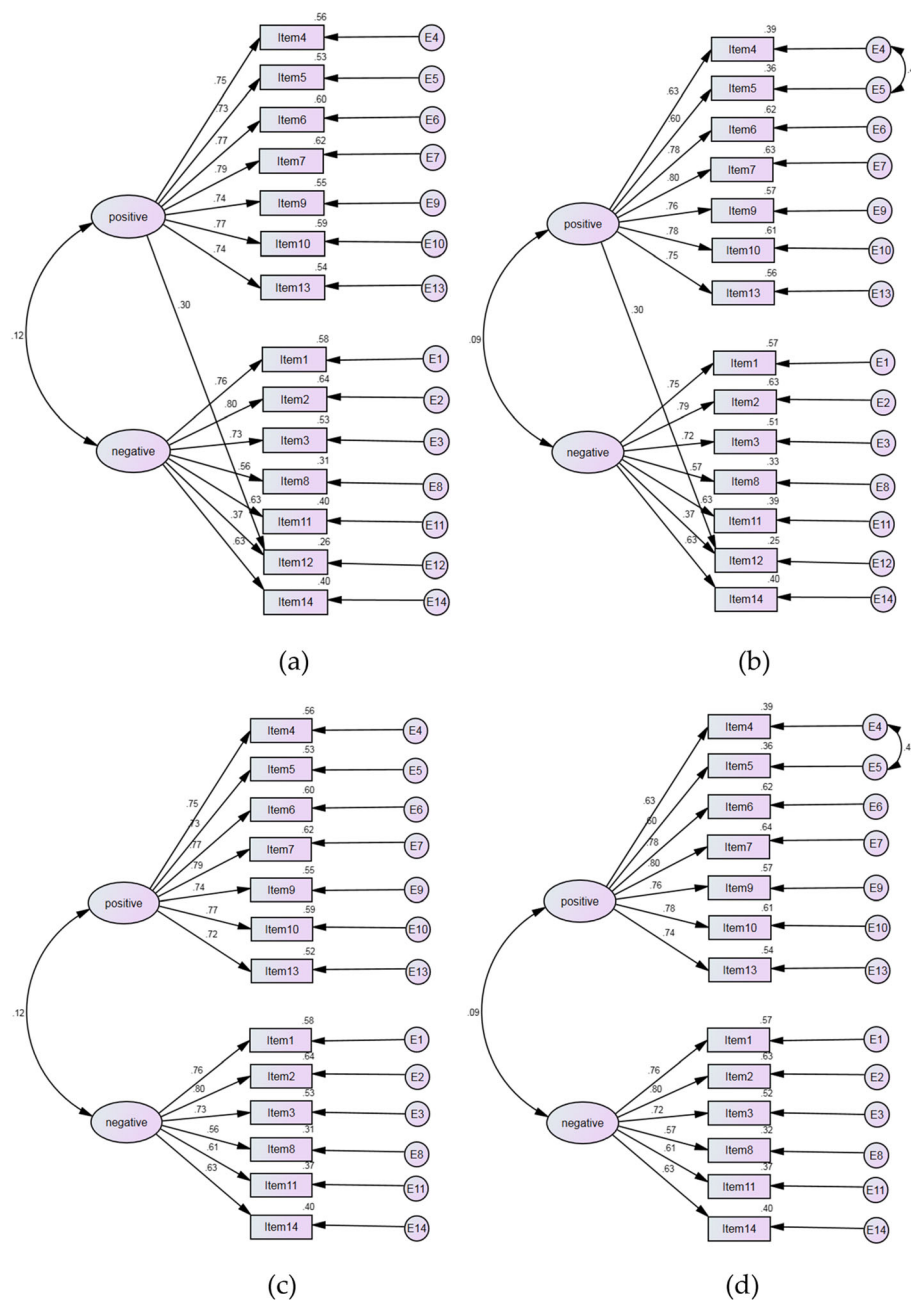 .56
Item4 E4
.53
.75 Item5 E5
.73 .60
.77 Item6 E6
.62
.79 Item7 E7
.55
.74 Item9 E9
positive
.77 .59
Item10 E10
.74 .54
Item13 E13
.30
.12
.58
Item1 E1
.76 .64
.80 Item2 E2
.53
.73 Item3 E3
negative
.31
.56 Item8 E8
.63 .40
Item11 E11
.37 .26
.63 Item12 E12
.40
Item14 E14
(a)
.39
Item4 E4
.36 .4
.63 Item5 E5
.60 .62
.78 Item6 E6
.63
.80 Item7 E7
.57
.76 Item9 E9
positive
.78 .61
Item10 E10
.75 .56
Item13 E13
.30
.09
.57
Item1 E1
.75 .63
.79 Item2 E2
.51
.72 Item3 E3
negative
.33
.57 Item8 E8
.63 .39
Item11 E11
.37 .25
.63 Item12 E12
.40
Item14 E14
(b)
.56
Item4 E4
.53
Item5 E5
.75 .60
.73 Item6 E6
.77 .62
.79 Item7 E7
.55
.74 Item9 E9
positive
.77 .59
Item10 E10
.72 .52
Item13 E13
.12
.58
Item1 E1
.76 .64
.80 Item2 E2
.53
.73 Item3 E3
negative
.31
.56 Item8 E8
.61 .37
Item11 E11
.63 .40
Item14 E14
(c)
.39
Item4 E4
.36 .4
Item5 E5
.63 .62
.60 Item6 E6
.78 .64
.80 Item7 E7
.57
.76 Item9 E9
positive
.78 .61
Item10 E10
.74 .54
Item13 E13
.09
.57
Item1 E1
.76 .63
.80 Item2 E2
.52
.72 Item3 E3
negative
.32
.57 Item8 E8
.61 .37
Item11 E11
.63 .40
Item14 E14
(d)